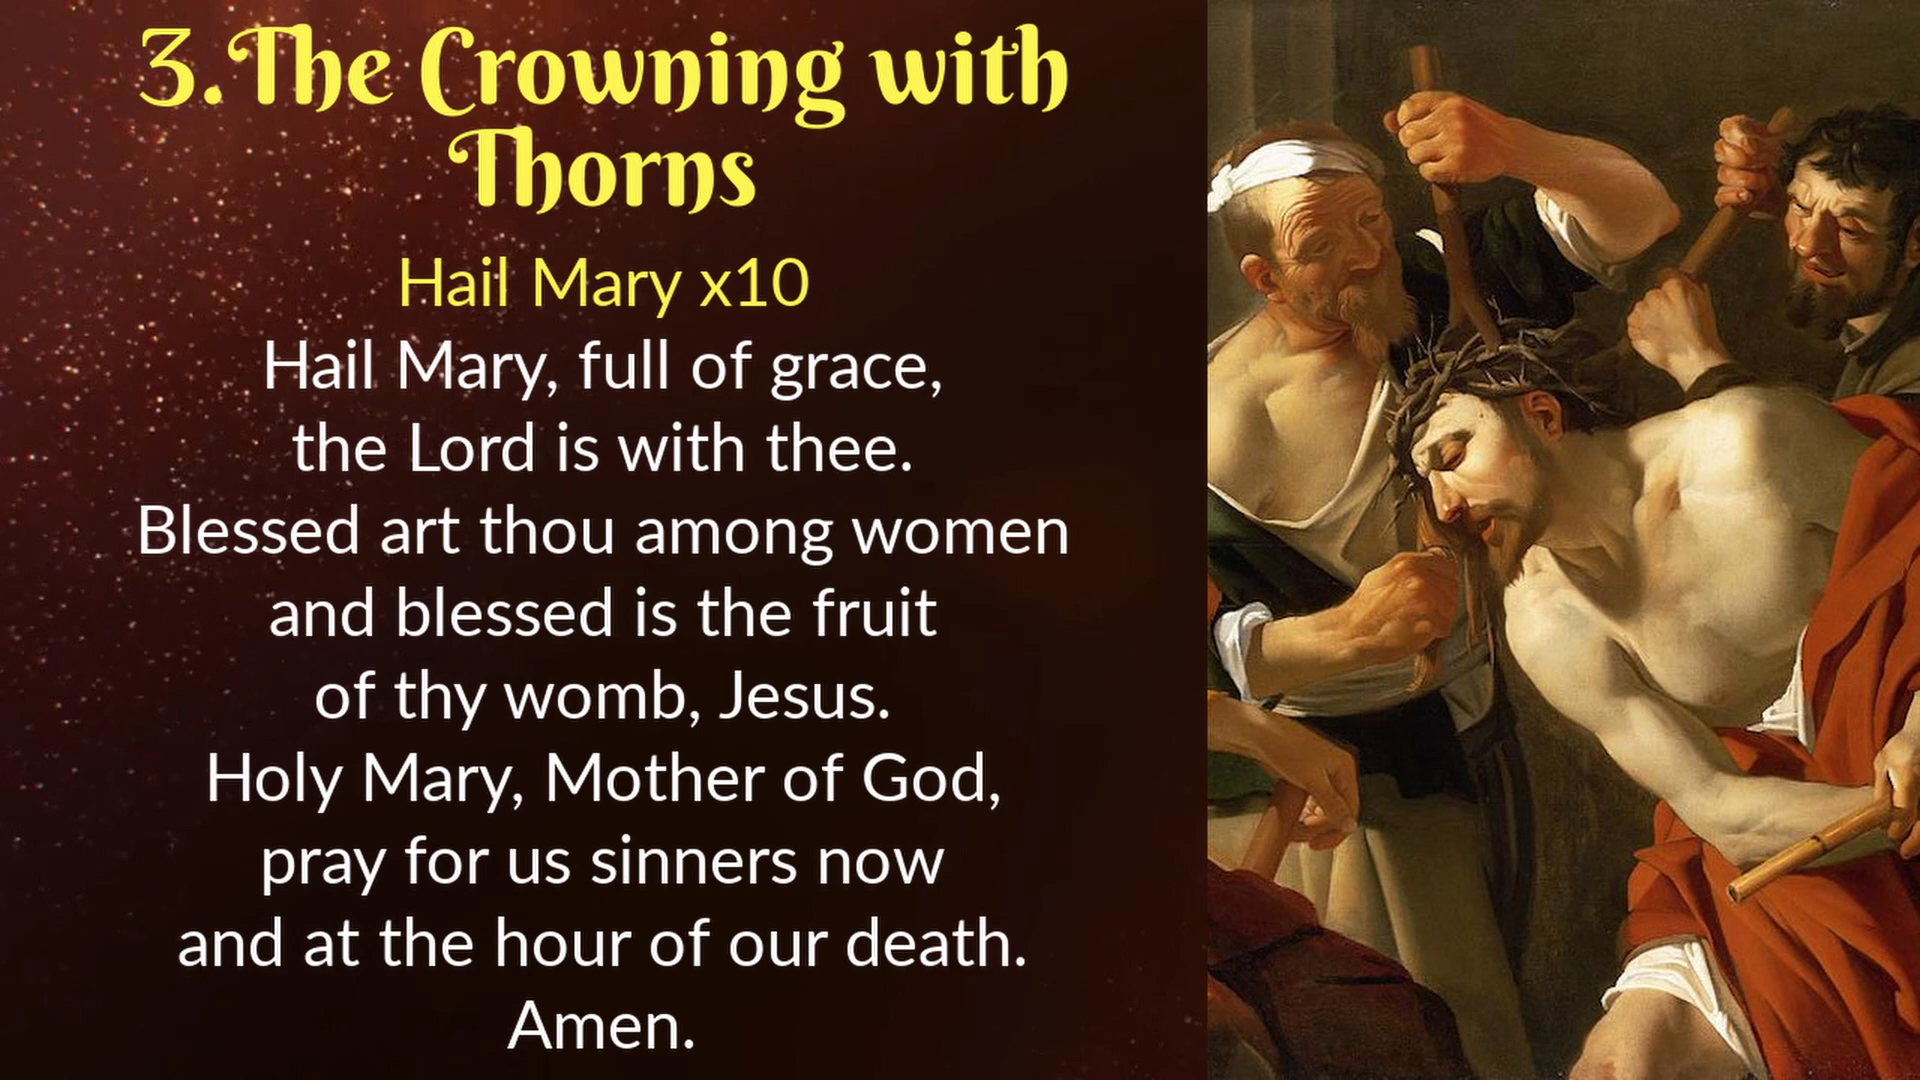 3.The Crowning with
Thorns
Hail Mary x10
Hail Mary, full of grace,
the Lord is with thee.
Blessed art thou among women
and blessed is the fruit
of thy womb, Jesus.
Holy Mary, Mother of God,
pray for us sinners now
and at the hour of our death.
Amen.